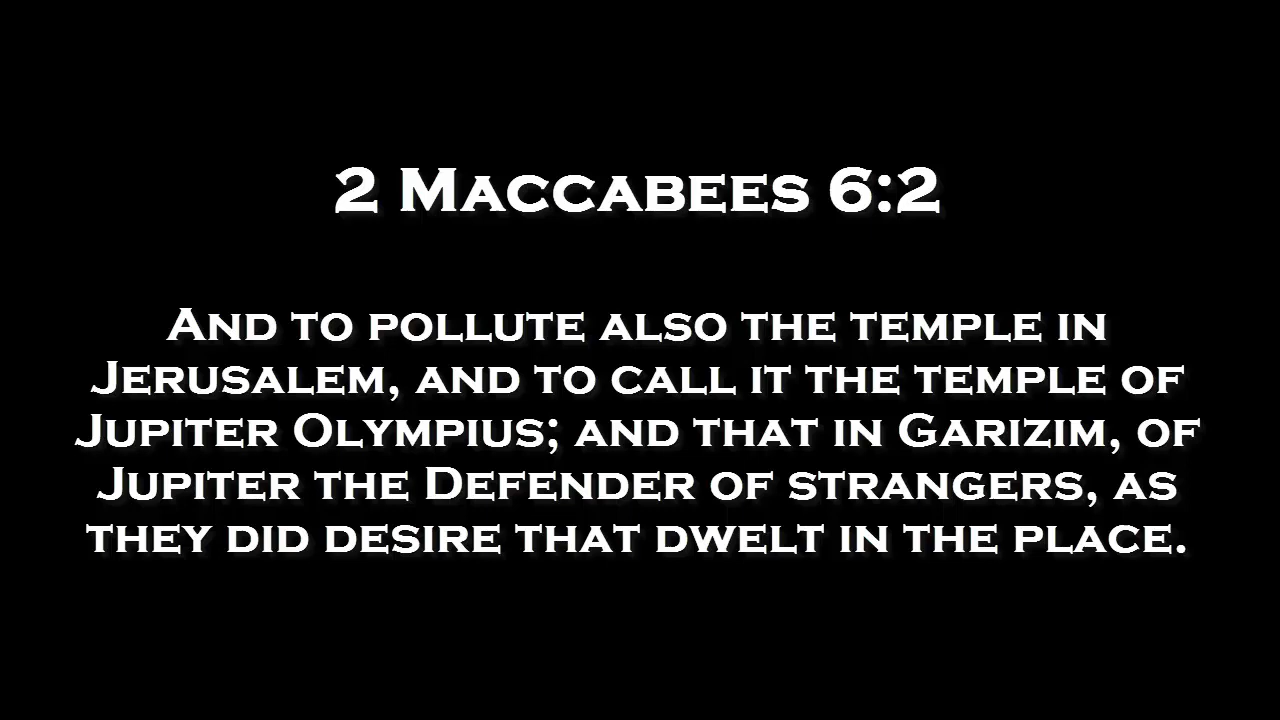 2 Maccabees 6:2
And to pollute also the temple in
Jerusalem, and to call it the temple of
Jupiter Olympius; and that in Garizim, of
Jupiter the Defender of strangers, as
they did desire that dwelt in the place.